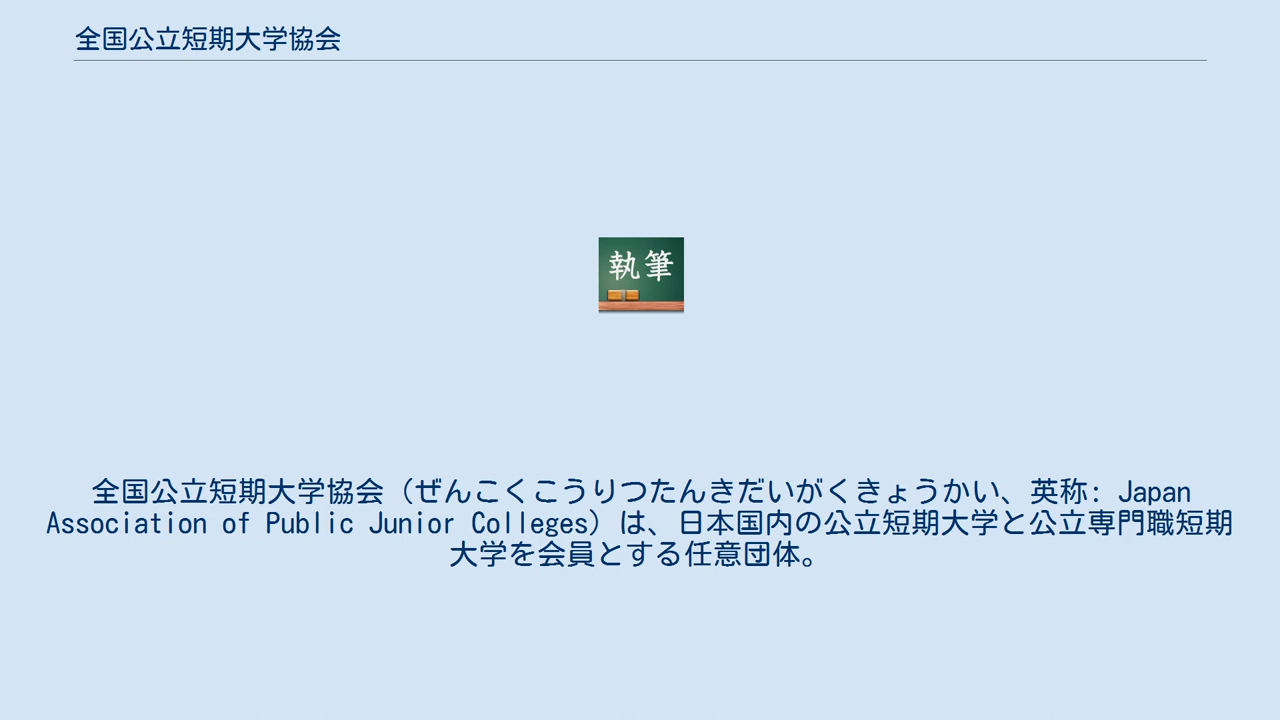 全国公立短期大学協会
執筆
全国公立短期大学協会（ぜんこくこうりつたんきだいがくきょうかい、英称: Japan
Association of Public Junior Colleges）は、日本国内の公立短期大学と公立専門職短期
大学を会員とする任意団体。